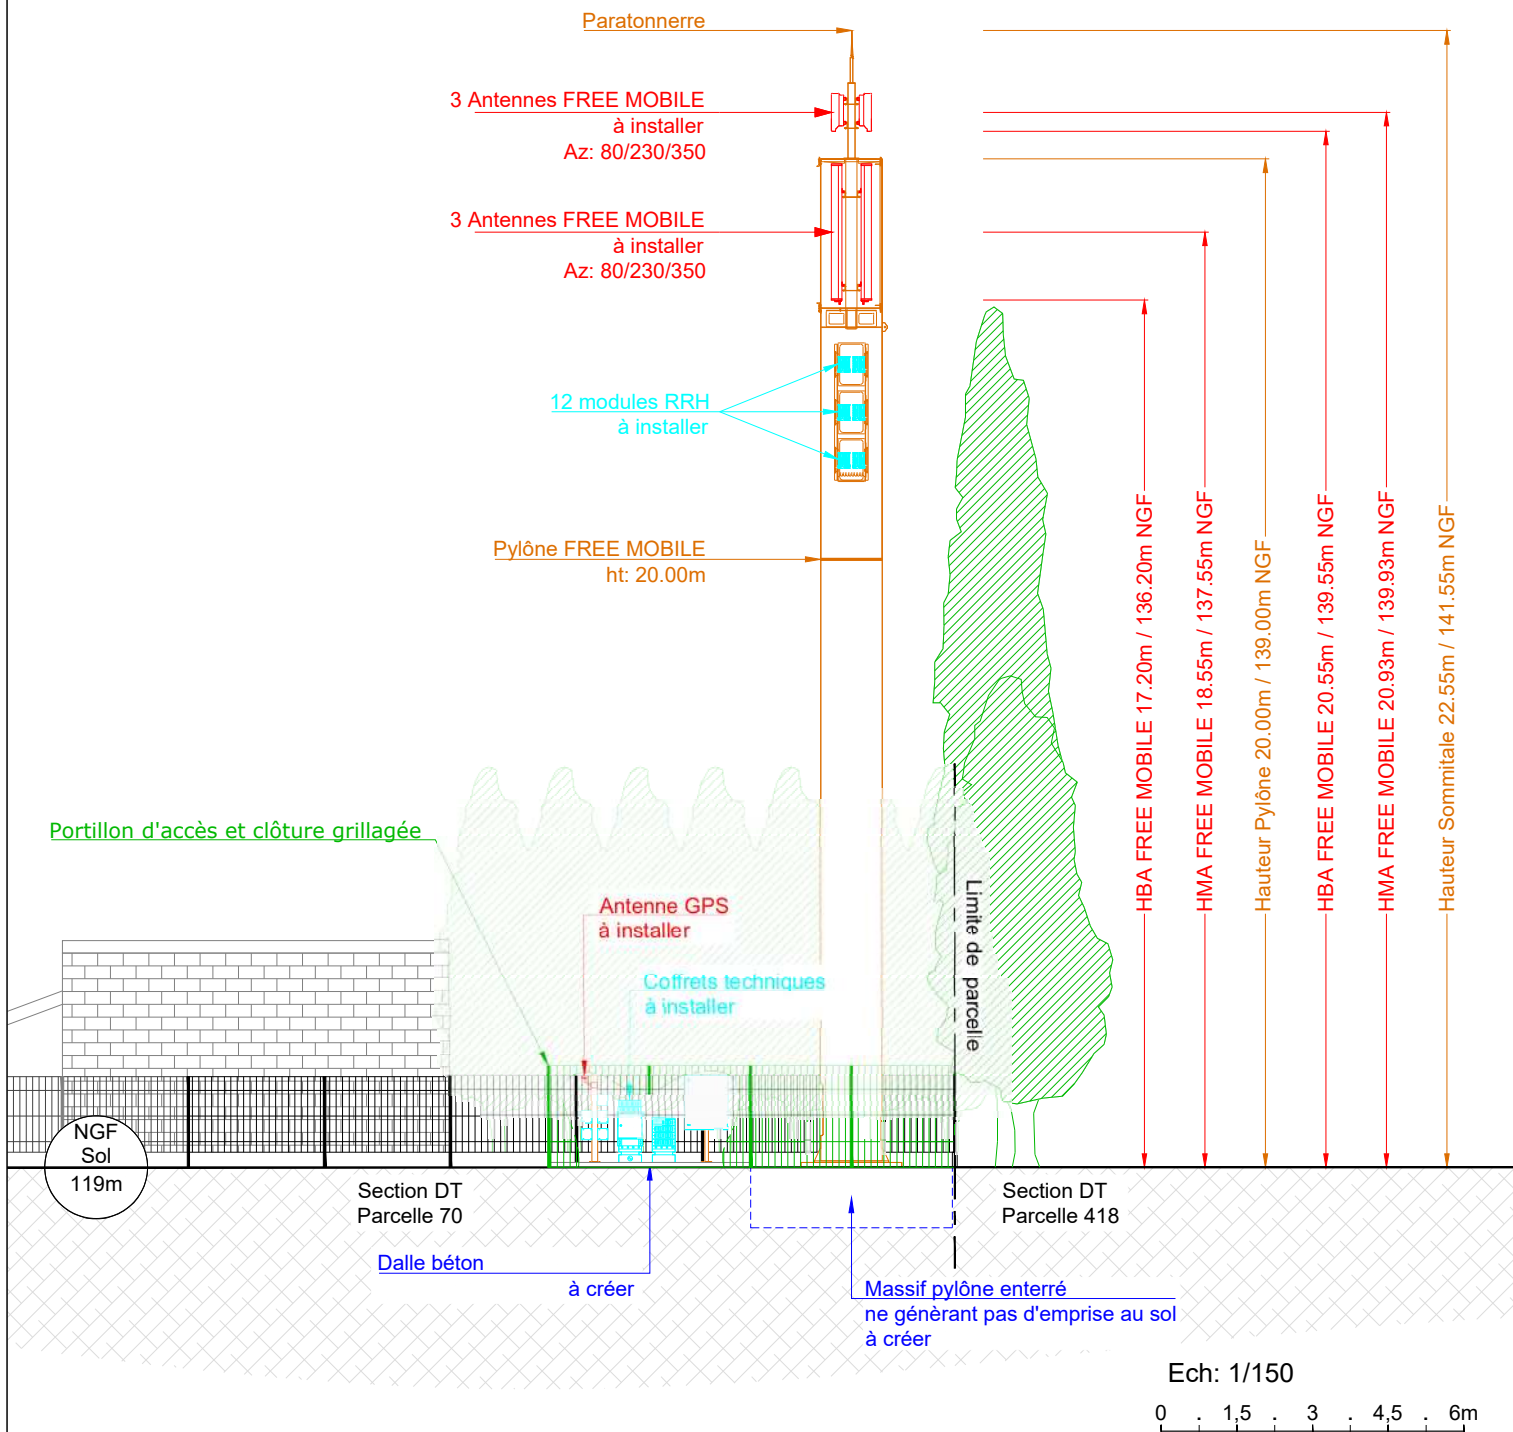 Paratonnerre
3 Antennes FREE MOBILE
à installer
Az: 80/230/350
3 Antennes FREE MOBILE
à installer
Az: 80/230/350
12 modules RRH
à installer
Pylône FREE MOBILE
ht: 20.00m
Portillon d'accès et clôture grillagée
Antenne GPS
à installer
Coffrets techniques
à installer
Limite de parcelle
HBA FREE MOBILE 17.20m / 136.20m NGF
HMA FREE MOBILE 18.55m / 137.55m NGF
Hauteur Pylône 20.00m / 139.00m NGF
HBA FREE MOBILE 20.55m / 139.55m NGF
HMA FREE MOBILE 20.93m / 139.93m NGF
Hauteur Sommitale 22.55m / 141.55m NGF
NGF
Sol
119m
Section DT
Parcelle 70
Section DT
Parcelle 418
Dalle béton
à créer
Massif pylône enterré
ne génèrant pas d'emprise au sol
à créer
Ech: 1/150
0 . 1,5 . 3 . 4,5 . 6m